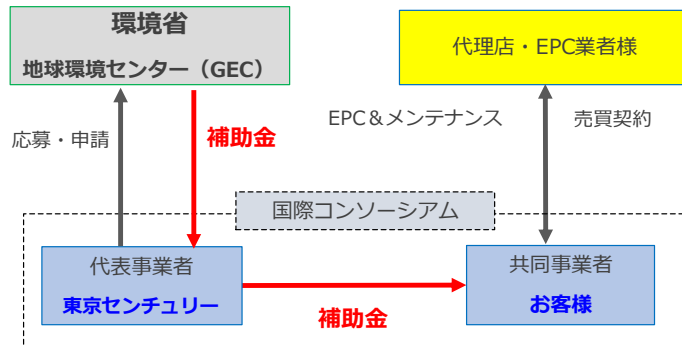 環境省
地球環境センター（GEC）
代理店・EPC業者様
応募・申請
補助金
EPC＆メンテナンス
売買契約
国際コンソーシアム
代表事業者
東京センチュリー
補助金
共同事業者
お客様